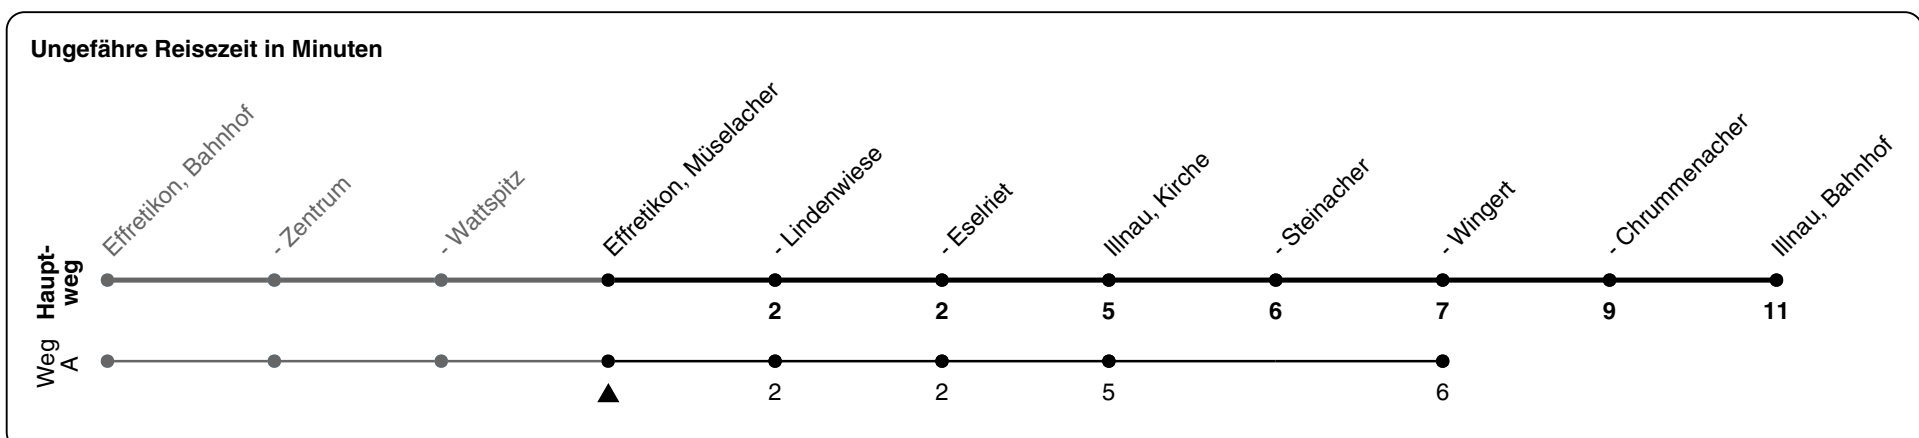 Ungefähre Reisezeit in Minuten
Effretikon, Bahnhof
- Zentrum
- Wattspitz
Effretikon, Müselacher
- Lindenwiese
- Eselriet
Illnau, Kirche
- Steinacher
- Wingert
- Chrummenacher
Illnau, Bahnhof
Haupt-
weg
2 2 5 6 7 9 11
Weg
A
2 2 5 6